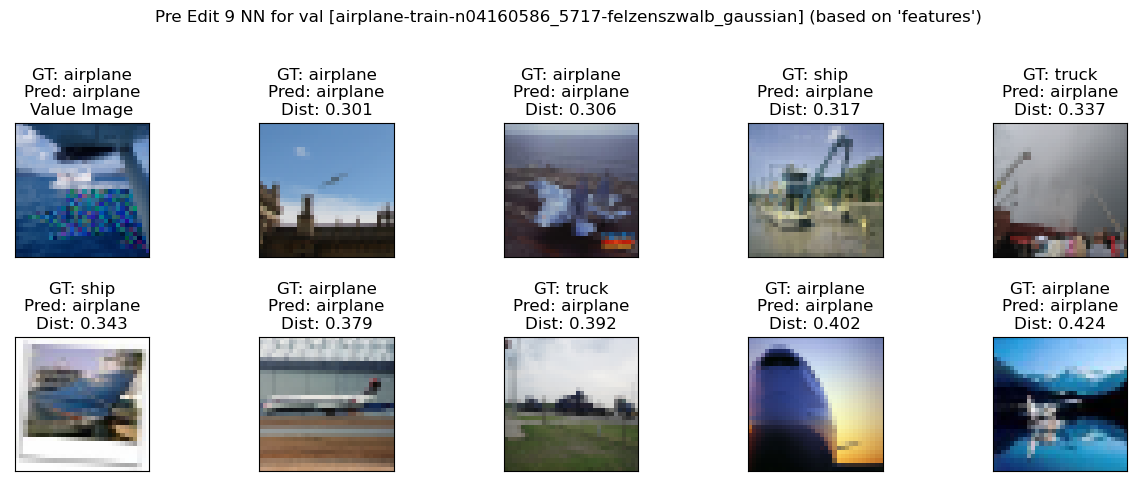 Pre Edit 9 NN for val [airplane-train-n04160586_5717-felzenszwalb_gaussian] (based on 'features')
GT: airplane
Pred: airplane
Value Image
GT: airplane
Pred: airplane
Dist: 0.301
GT: airplane
Pred: airplane
Dist: 0.306
GT: ship
Pred: airplane
Dist: 0.317
GT: truck
Pred: airplane
Dist: 0.337
GT: ship
Pred: airplane
Dist: 0.343
GT: airplane
Pred: airplane
Dist: 0.379
GT: truck
Pred: airplane
Dist: 0.392
GT: airplane
Pred: airplane
Dist: 0.402
GT: airplane
Pred: airplane
Dist: 0.424